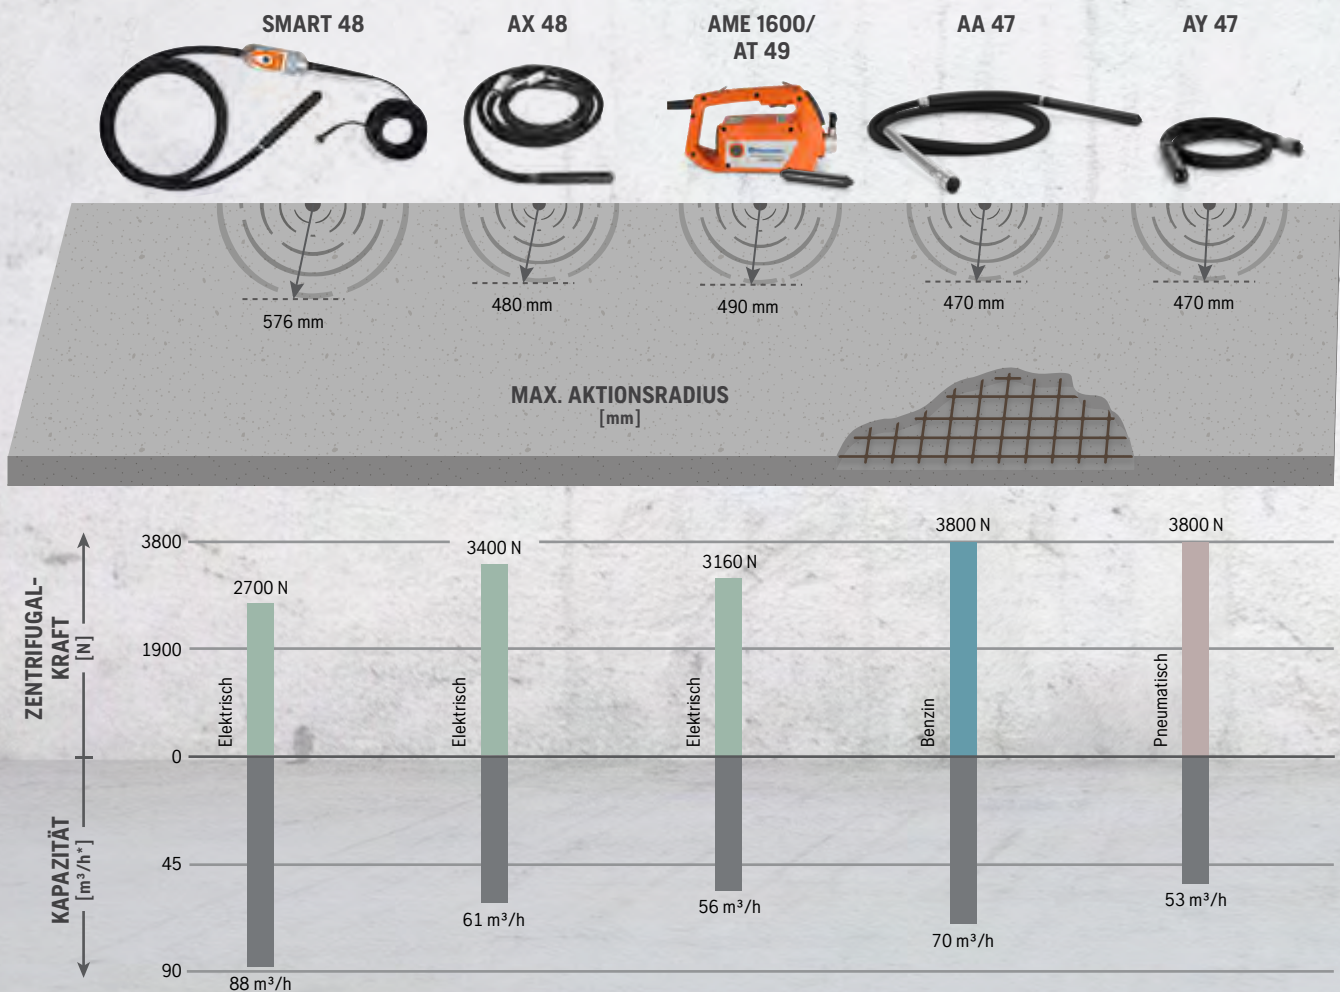 SMART 48
AX 48
AME 1600/
AT 49
AA 47
AY 47
576 mm
480 mm
490 mm
470 mm
470 mm
MAX. AKTIONSRADIUS
[mm]
ZENTRIFUGAL-
KRAFT
[N]
3800
1900
0
2700 N
3400 N
3160 N
3800 N
3800 N
Elektrisch
Elektrisch
Elektrisch
Benzin
Pneumatisch
KAPAZITÄT
[m³/h*]
45
90
88 m³/h
61 m³/h
56 m³/h
70 m³/h
53 m³/h